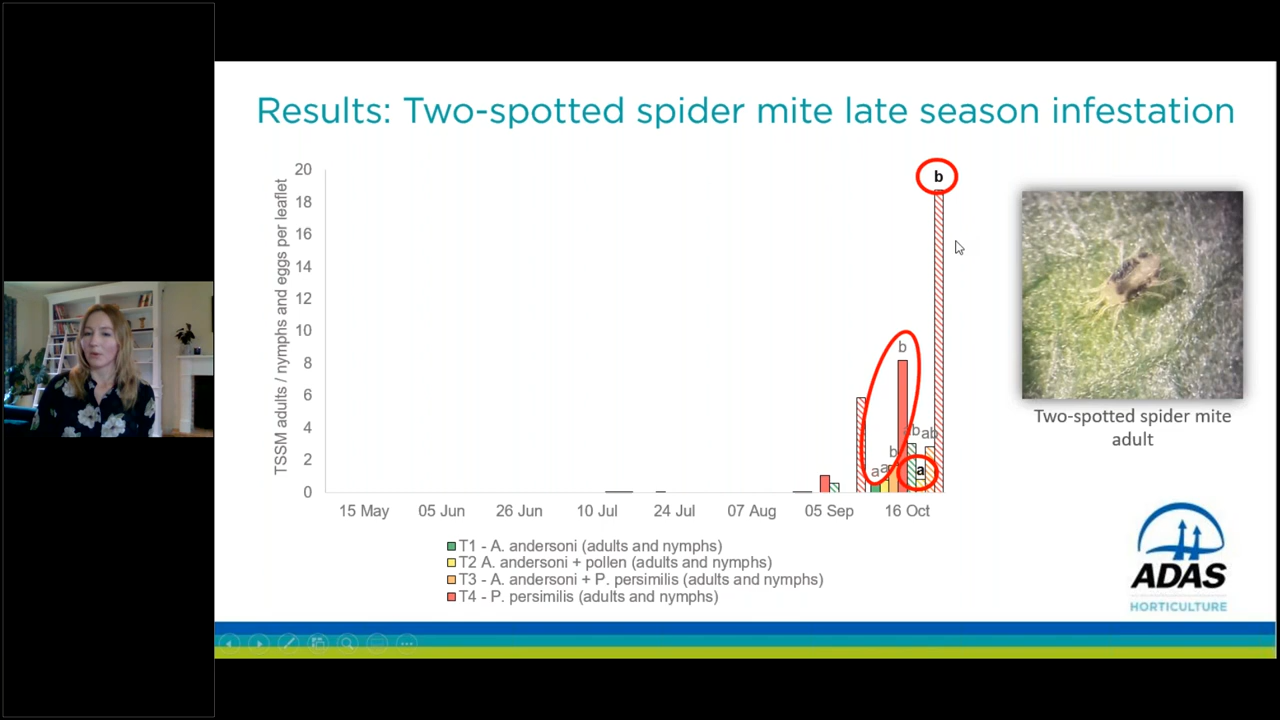 Results: Two-spotted spider mite late season infestation
TSSM adults / nymphs and eggs per leaflet
20
18
16
14
12
10
8
6
4
2
0
b
b
b
a
a
b
ab
a
15 May
05 Jun
26 Jun
10 Jul
24 Jul
07 Aug
05 Sep
16 Oct
T1 - A. andersoni (adults and nymphs)
T2 A. andersoni + pollen (adults and nymphs)
T3 - A. andersoni + P. persimilis (adults and nymphs)
T4 - P. persimilis (adults and nymphs)
Two-spotted spider mite
adult
ADAS
HORTICULTURE